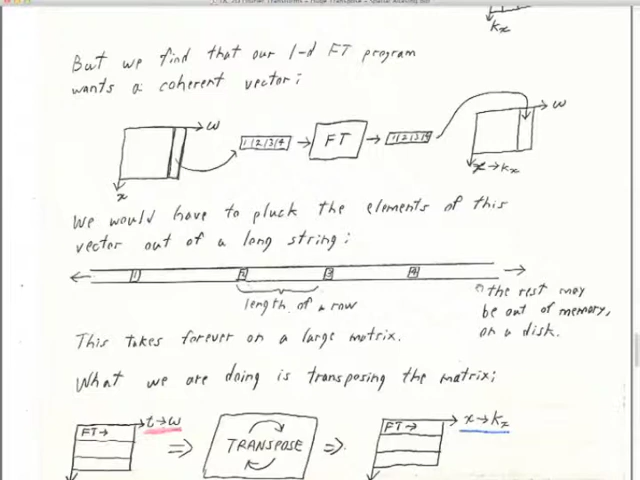 kx
But we find that our 1-d FT program
wants a coherent vector:
ω
1 2 3 4
FT
1 2 3 4
ω
x
x→kx
We would have to pluck the elements of this
vector out of a long string:
1 2 3 4
length of a row
the rest may
be out of memory,
on a disk.
This takes forever on a large matrix.
What we are doing is transposing the matrix:
FT→ t→ω
TRANSPOSE
FT→ x→kx